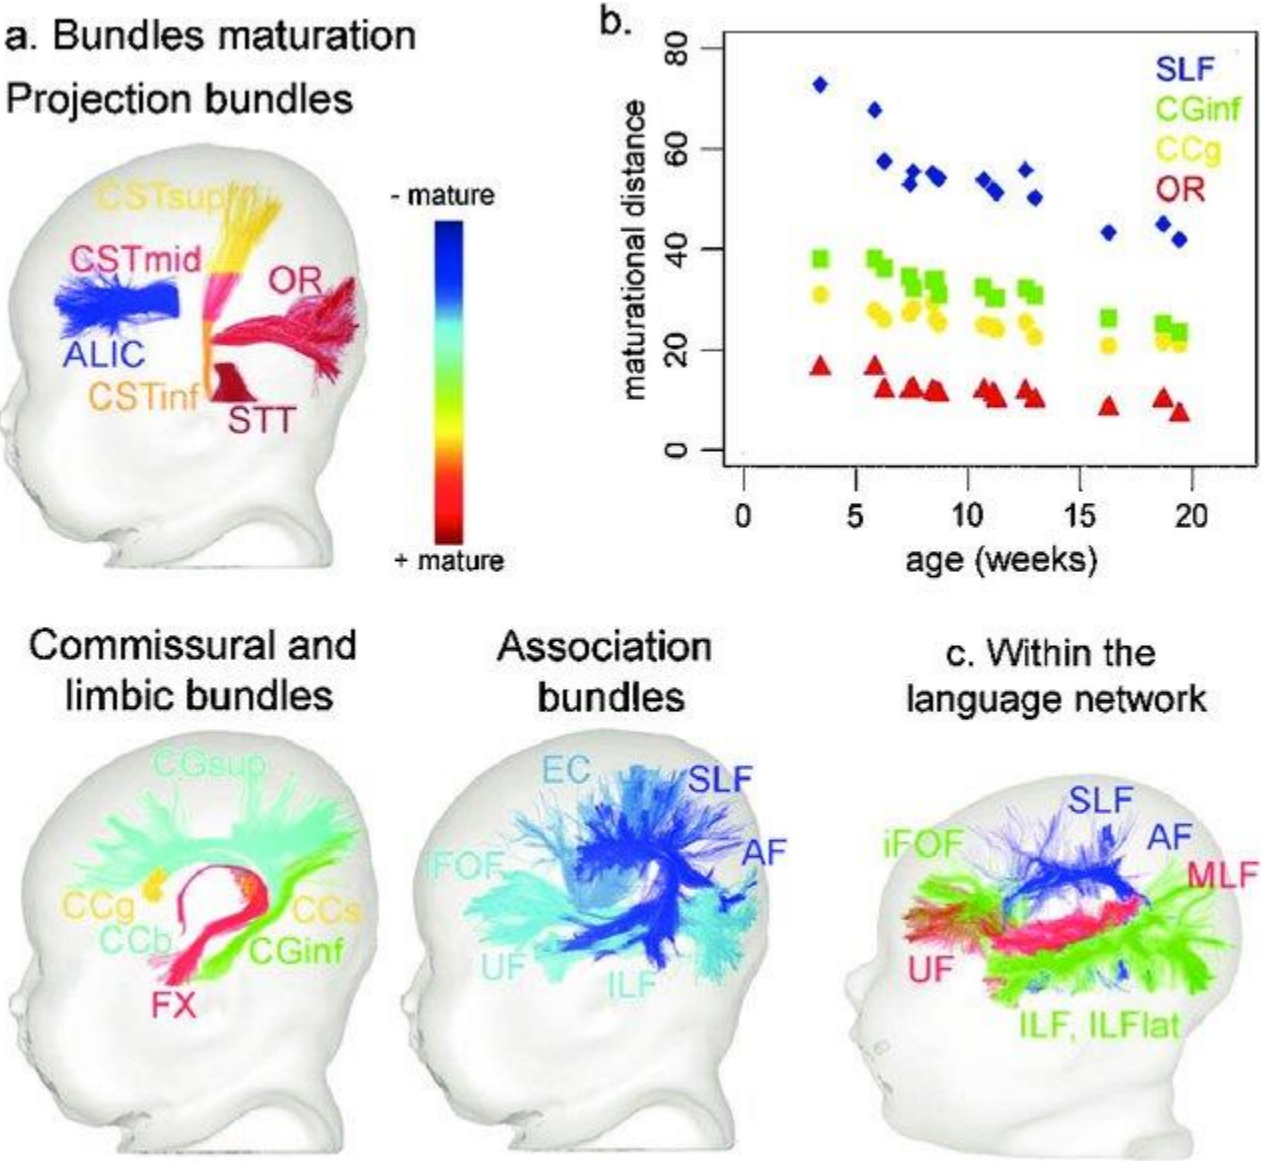 a. Bundles maturation
Projection bundles
CSTsup
CSTmid
OR
ALIC
CSTinf
STT
- mature
+ mature
b.
maturational distance
80
60
40
20
0
SLF
CGinf
CCg
OR
0 5 10 15 20
age (weeks)
Commissural and
limbic bundles
CGsup
CCg
CCs
CCb
CGinf
FX
Association
bundles
EC
SLF
iFOF
AF
UF
ILF
c. Within the
language network
SLF
iFOF
AF
MLF
UF
ILF, ILFlat